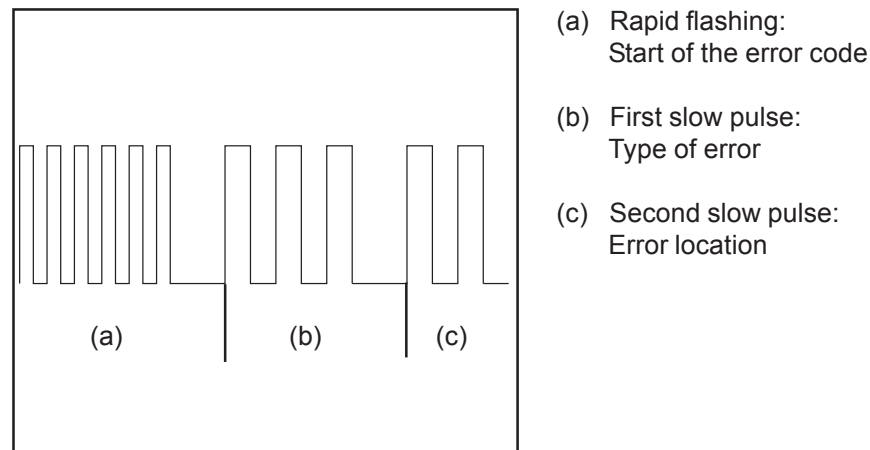 (a) Rapid flashing:
Start of the error code
(b) First slow pulse:
Type of error
(c) Second slow pulse:
Error location
(a)
(b)
(c)